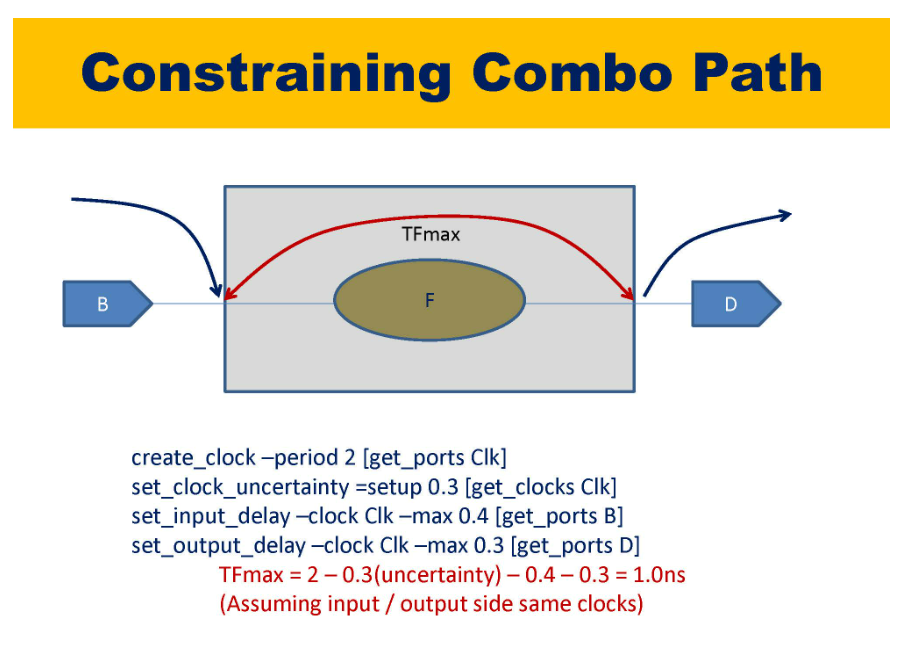 Constraining Combo Path
TFmax
B
F
D
create_clock –period 2 [get_ports Clk]
set_clock_uncertainty =setup 0.3 [get_clocks Clk]
set_input_delay –clock Clk –max 0.4 [get_ports B]
set_output_delay –clock Clk –max 0.3 [get_ports D]
TFmax = 2 – 0.3(uncertainty) – 0.4 – 0.3 = 1.0ns
(Assuming input / output side same clocks)